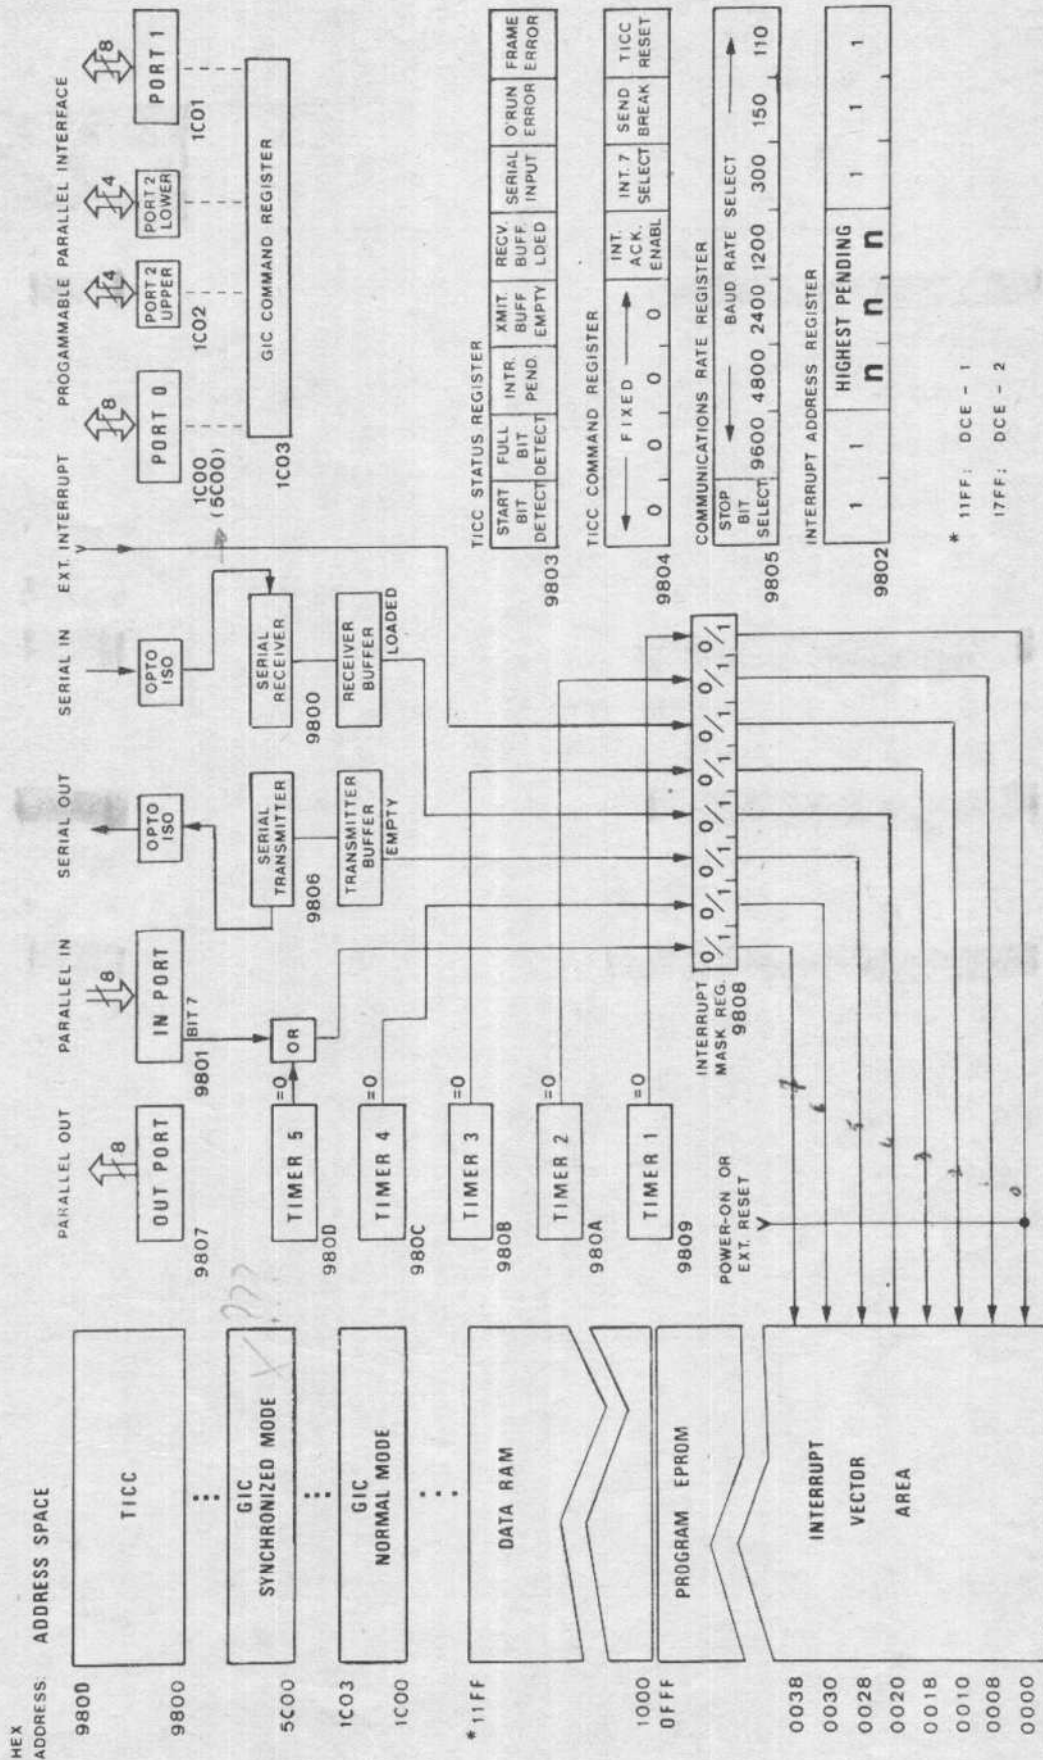 HEX
ADDRESS:
ADDRESS SPACE
980D
TICC
9800
GIC
SYNCHRONIZED MODE
???
5C00
1C03
GIC
NORMAL MODE
1C00
* 11FF
DATA RAM
1000
0FFF
PROGRAM EPROM
INTERRUPT
VECTOR
AREA
0038
0030
0028
0020
0018
0010
0008
0000
PARALLEL OUT
8
OUT PORT
9807
PARALLEL IN
8
IN PORT
9801
BIT 7
SERIAL OUT
OPTO
ISO
SERIAL
TRANSMITTER
9806
TRANSMITTER
BUFFER
EMPTY
SERIAL IN
OPTO
ISO
SERIAL
RECEIVER
9800
RECEIVER
BUFFER
LOADED
EXT. INTERRUPT
TIMER 5
=0
OR
980D
TIMER 4
=0
980C
TIMER 3
=0
980B
TIMER 2
=0
980A
TIMER 1
=0
9809
INTERRUPT
MASK REG.
9808
0/1 0/1 0/1 0/1 0/1 0/1 0/1 0/1
POWER-ON OR
EXT. RESET
7
6
5
4
3
2
1
0
PROGAMMABLE PARALLEL INTERFACE
8
4
4
8
PORT 0
PORT 2
UPPER
PORT 2
LOWER
PORT 1
1C00
(5C00)
1C02
1C01
GIC COMMAND REGISTER
1C03
TICC STATUS REGISTER
START BIT DETECT
FULL BIT DETECT
INTR. PEND.
XMIT. BUFF EMPTY
RECV. BUFF. LDED
SERIAL INPUT
O'RUN ERROR
FRAME ERROR
9803
TICC COMMAND REGISTER
FIXED
0 0 0 0 0
INT. ACK. ENABL
INT. 7 SELECT
SEND BREAK
TICC RESET
9804
COMMUNICATIONS RATE REGISTER
STOP BIT SELECT
BAUD RATE SELECT
9600 4800 2400 1200 300 150 110
9805
INTERRUPT ADDRESS REGISTER
HIGHEST PENDING
1 1 n n n 1 1 1
9802
* 11FF: DCE - 1
17FF: DCE - 2